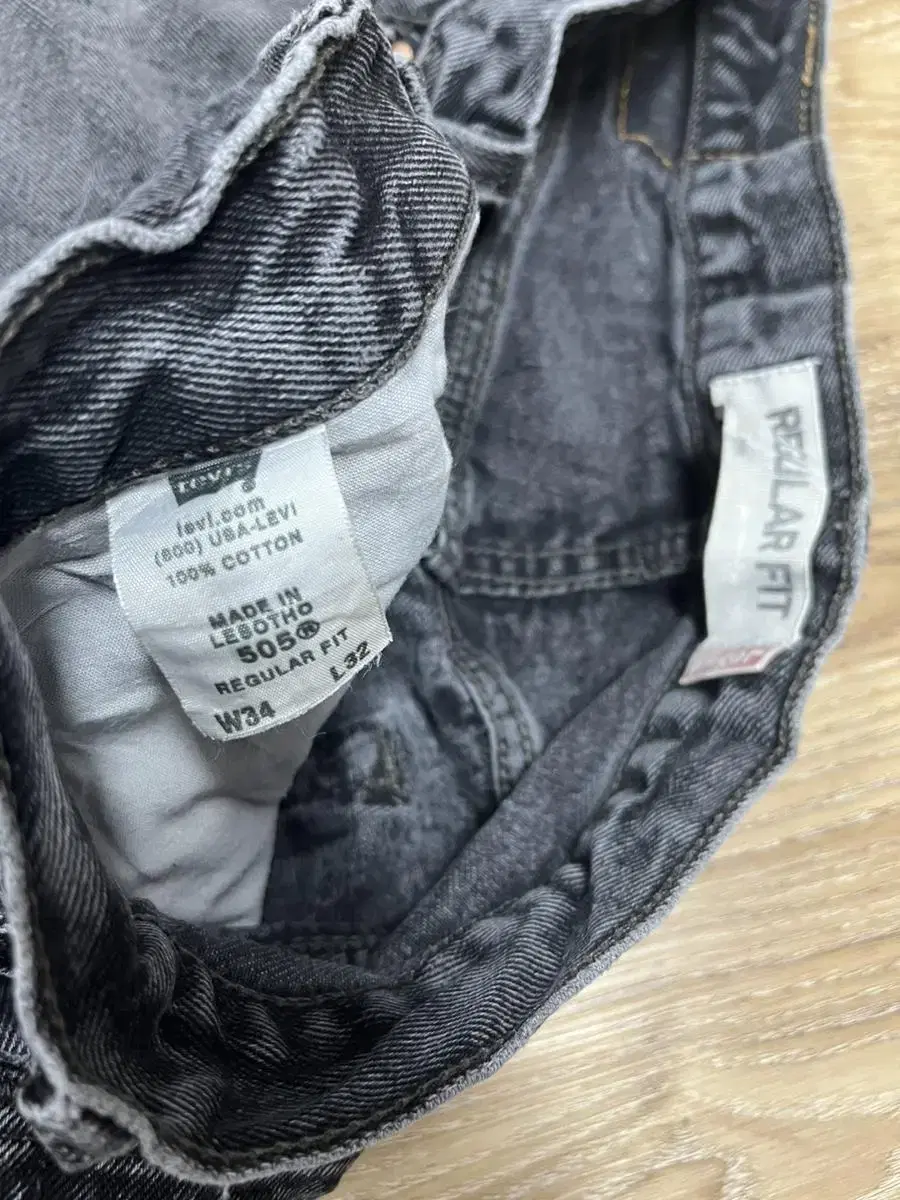 Levi's
levi.com
(800) USA-LEVI
100% COTTON
MADE IN
LESOTHO
505®
REGULAR FIT
W34 L32
REGULAR FIT